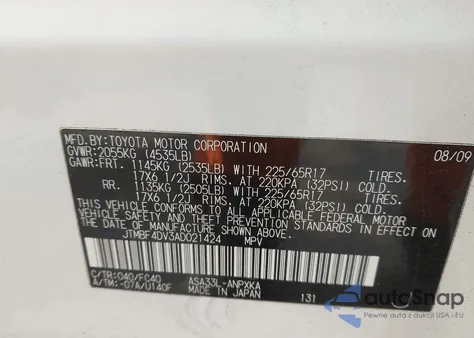 MFD.BY:TOYOTA MOTOR CORPORATION 08/09
GVWR:2055KG (4535LB)
GAWR:FRT. 1145KG (2535LB) WITH 225/65R17 TIRES.
17X6 1/2J RIMS. AT 220KPA (32PSI) COLD.
RR. 1135KG (2505LB) WITH 225/65R17 TIRES.
17X6 1/2J RIMS. AT 220KPA (32PSI) COLD.
THIS VEHICLE CONFORMS TO ALL APPLICABLE FEDERAL MOTOR
VEHICLE SAFETY STANDARDS IN EFFECT ON THE DATE OF
MANUFACTURE SHOWN ABOVE.
JTMBF4DV3AD021424 MPV
C/TR:040/FC40 ASA33L-ANPXKA
A/TM:-07A/U140F MADE IN JAPAN 131
autoSnap
Pewne auta z aukcji USA i EU